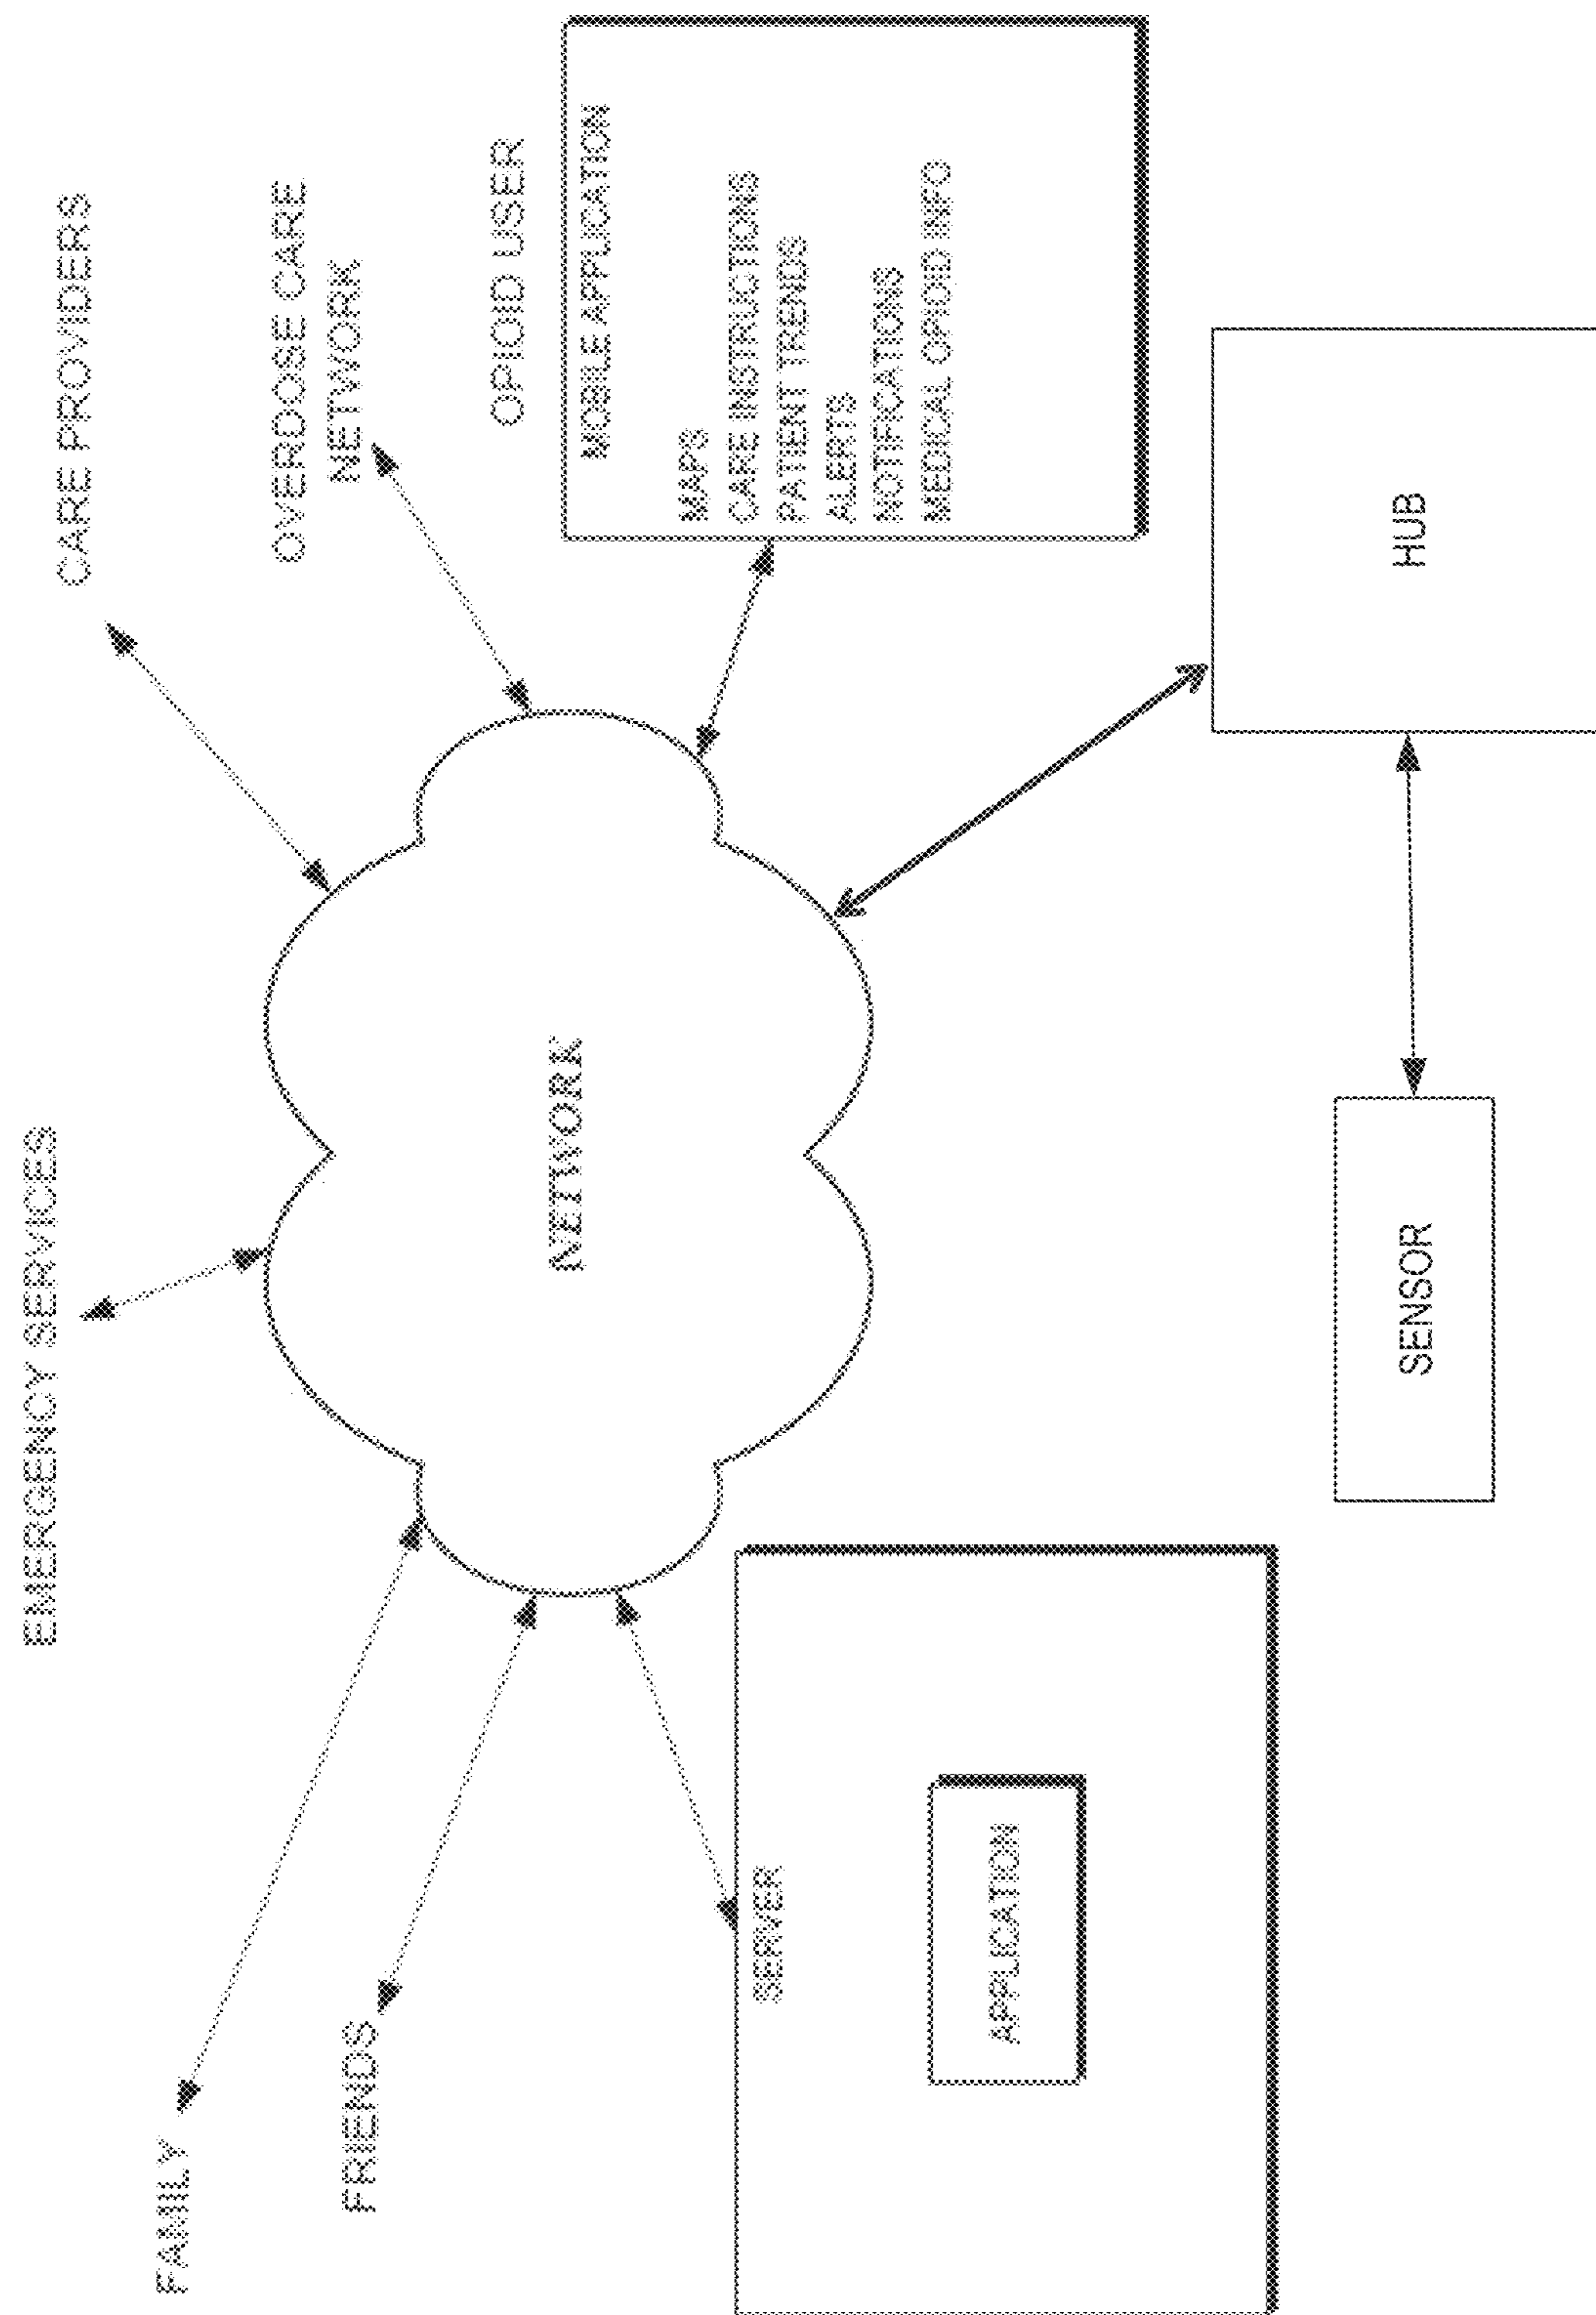 EMERGENCY SERVICES
CARE PROVIDERS
FAMILY
OVERDOSE CARE
NETWORK
FRIENDS
NETWORK
OPIOID USER
MOBILE APPLICATION
MAPS
CARE INSTRUCTIONS
PATIENT TRENDS
ALERTS
NOTIFICATIONS
MEDICAL OPIOID INFO
SERVER
APPLICATION
SENSOR
HUB